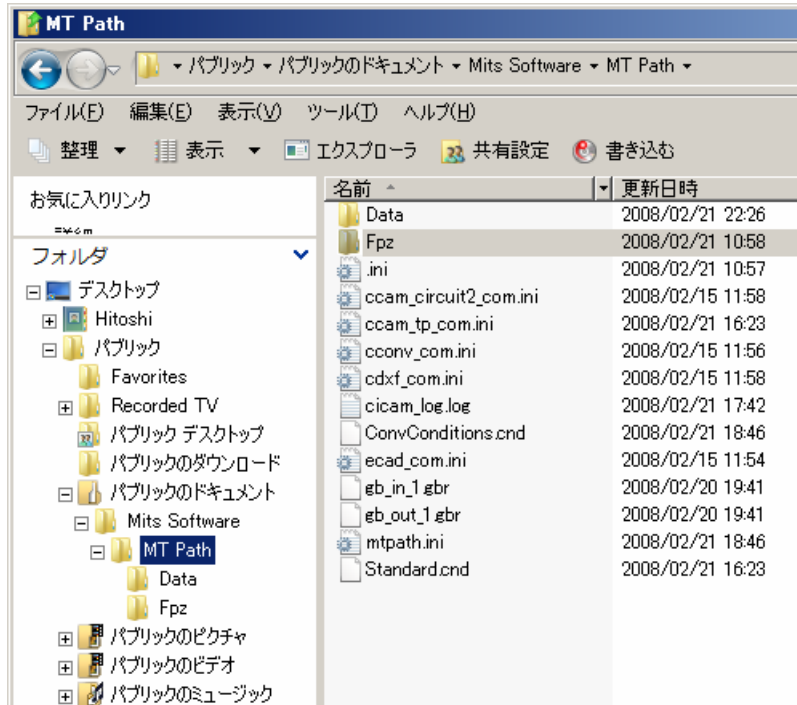 MT Path
パブリック パブリックのドキュメント Mits Software MT Path
ファイル(F) 編集(E) 表示(V) ツール(T) ヘルプ(H)
整理 表示 エクスプローラ 共有設定 書き込む
お気に入りリンク
フォルダ
デスクトップ
Hitoshi
パブリック
Favorites
Recorded TV
パブリック デスクトップ
パブリックのダウンロード
パブリックのドキュメント
Mits Software
MT Path
Data
Fpz
パブリックのピクチャ
パブリックのビデオ
パブリックのミュージック
名前 更新日時
Data 2008/02/21 22:26
Fpz 2008/02/21 10:58
.ini 2008/02/21 10:57
ccam_circuit2_com.ini 2008/02/15 11:58
ccam_tp_com.ini 2008/02/21 16:23
cconv_com.ini 2008/02/15 11:56
cdxf_com.ini 2008/02/15 11:58
cicam_log.log 2008/02/21 17:42
ConvConditions.cnd 2008/02/21 18:46
ecad_com.ini 2008/02/15 11:54
gb_in_1.gbr 2008/02/20 19:41
gb_out_1.gbr 2008/02/20 19:41
mtpath.ini 2008/02/21 18:46
Standard.cnd 2008/02/21 16:23